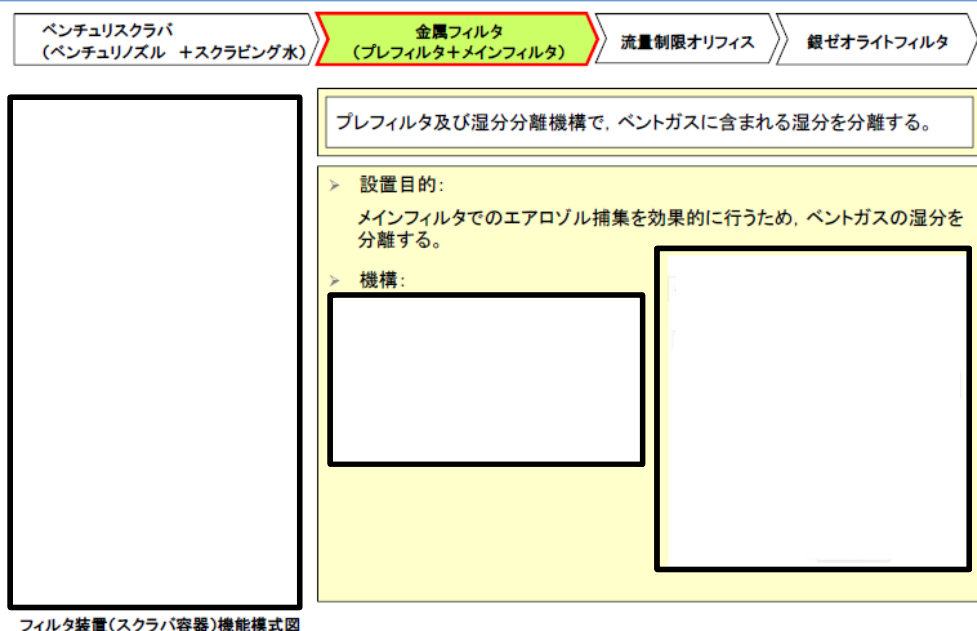 ベンチュリスクラバ
(ベンチュリノズル +スクラビング水)
金属フィルタ
(プレフィルタ+メインフィルタ)
流量制限オリフィス
銀ゼオライトフィルタ
プレフィルタ及び湿分分離機構で,ベントガスに含まれる湿分を分離する。
➢ 設置目的:
メインフィルタでのエアロゾル捕集を効果的に行うため,ベントガスの湿分を
分離する。
➢ 機構:
フィルタ装置(スクラバ容器)機能模式図